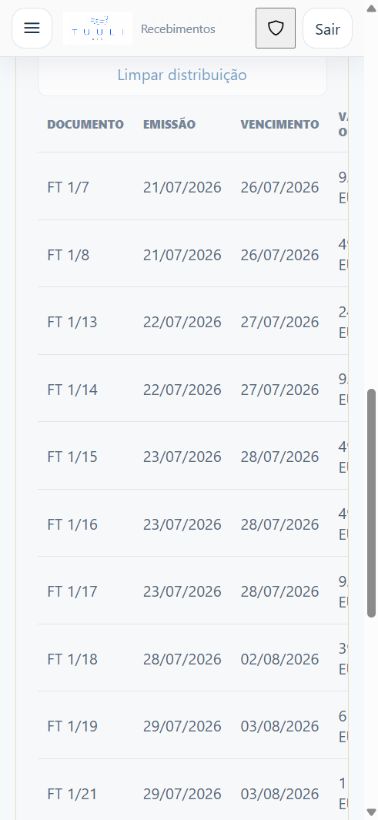 TUULI
Recebimentos
Sair
Limpar distribuição
DOCUMENTO EMISSÃO VENCIMENTO
FT 1/7 21/07/2026 26/07/2026
FT 1/8 21/07/2026 26/07/2026
FT 1/13 22/07/2026 27/07/2026
FT 1/14 22/07/2026 27/07/2026
FT 1/15 23/07/2026 28/07/2026
FT 1/16 23/07/2026 28/07/2026
FT 1/17 23/07/2026 28/07/2026
FT 1/18 28/07/2026 02/08/2026
FT 1/19 29/07/2026 03/08/2026
FT 1/21 29/07/2026 03/08/2026